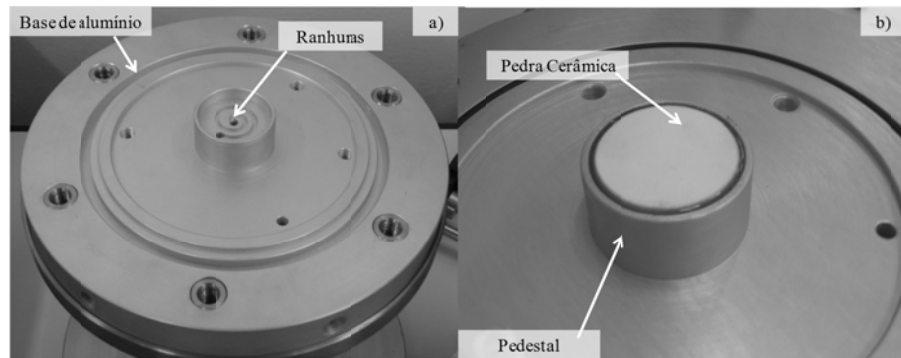 Base de alumínio
Ranhuras
a)
b)
Pedra Cerâmica
Pedestal